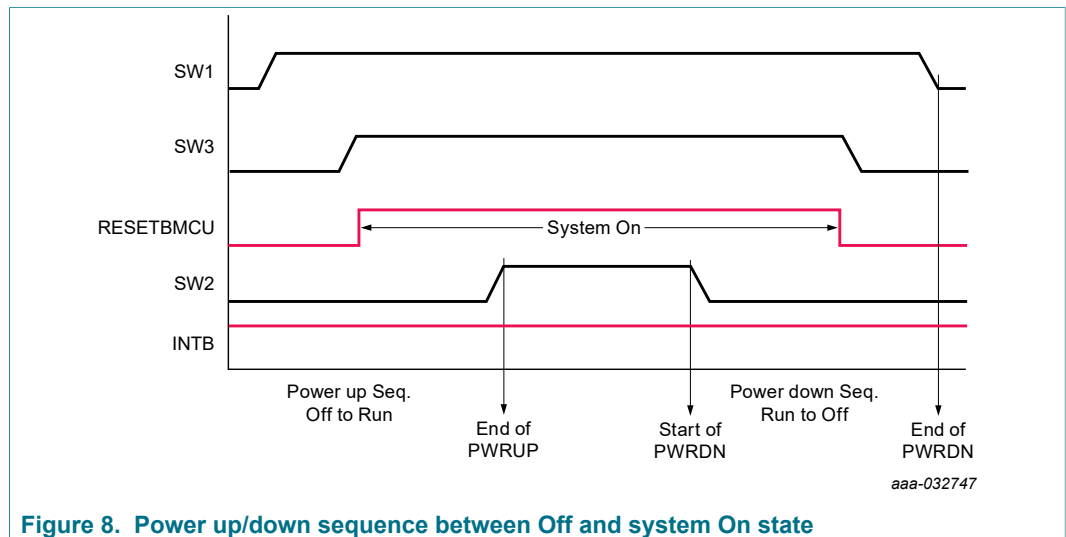 SW1
SW3
RESETBMCU
System On
SW2
INTB
Power up Seq.
Off to Run
End of
PWRUP
Start of
PWRDN
Power down Seq.
Run to Off
End of
PWRDN
aaa-032747
Figure 8. Power up/down sequence between Off and system On state